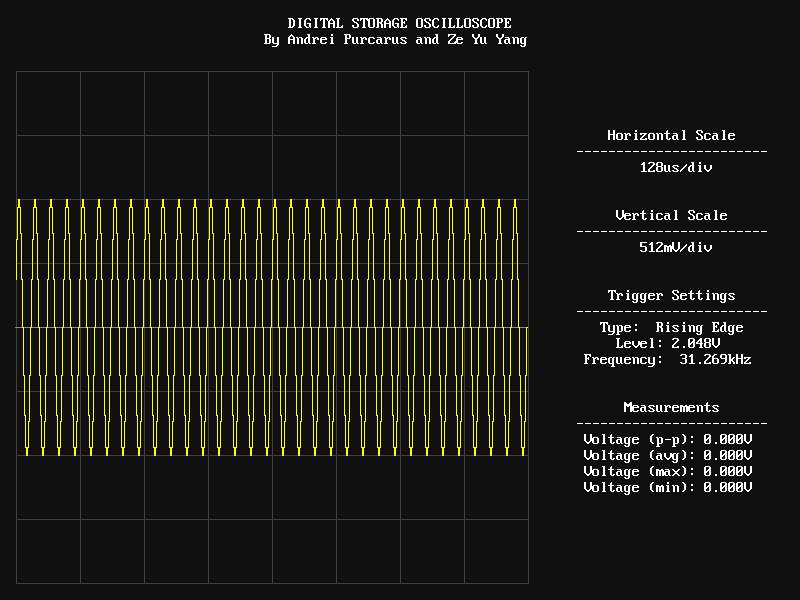 DIGITAL STORAGE OSCILLOSCOPE
By Andrei Purcarus and Ze Yu Yang
Horizontal Scale
------------------------
128us/div
Vertical Scale
------------------------
512mV/div
Trigger Settings
------------------------
Type:  Rising Edge
Level: 2.048V
Frequency:  31.269kHz
Measurements
------------------------
Voltage (p-p): 0.000V
Voltage (avg): 0.000V
Voltage (max): 0.000V
Voltage (min): 0.000V